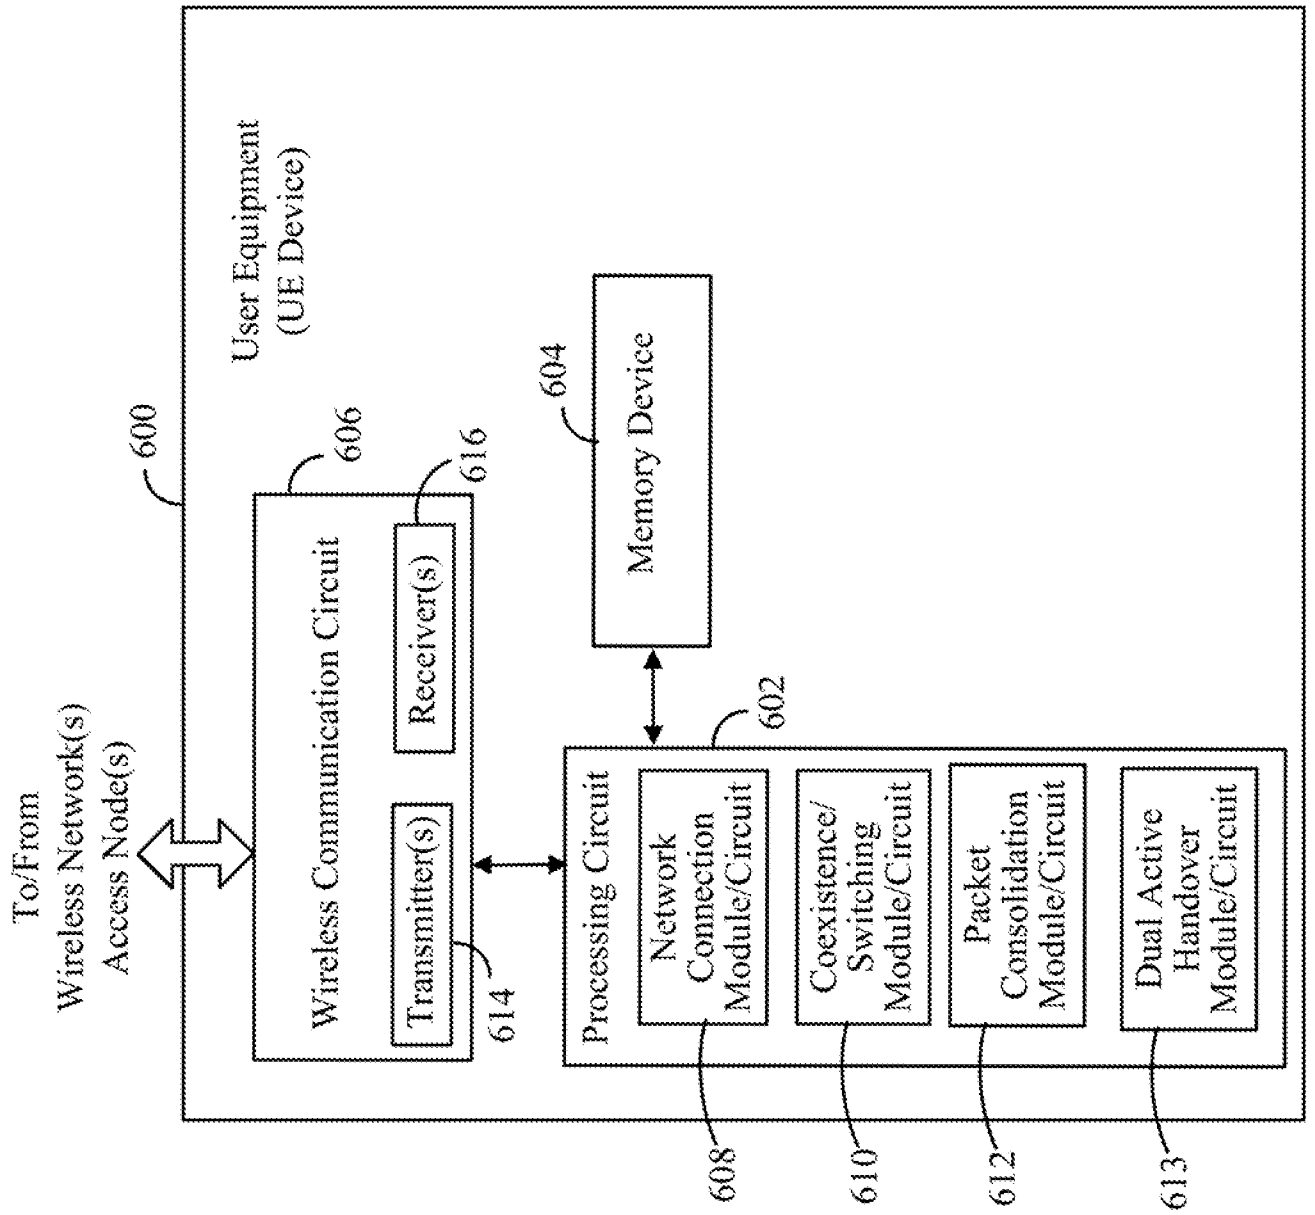 To/From
Wireless Network(s)
Access Node(s)
600
User Equipment
(UE Device)
606
Wireless Communication Circuit
616
Transmitter(s)
Receiver(s)
614
604
Memory Device
602
Processing Circuit
Network
Connection
Module/Circuit
608
Coexistence/
Switching
Module/Circuit
610
Packet
Consolidation
Module/Circuit
612
Dual Active
Handover
Module/Circuit
613